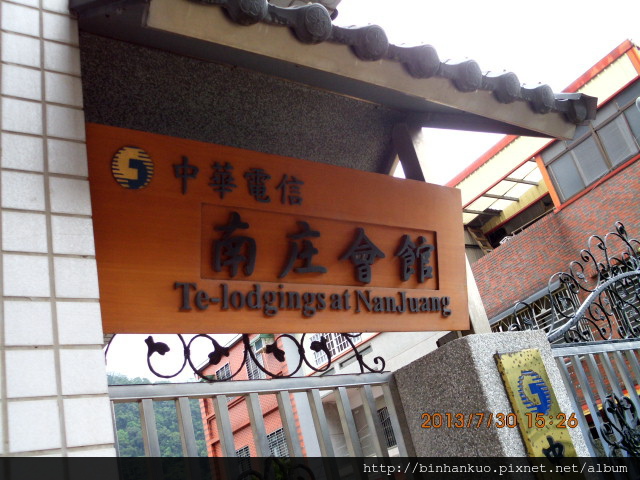 中華電信
南庄會館
Te-lodgings at NanJuang
2013/7/30 15:26
http://binhankuo.pixnet.net/album